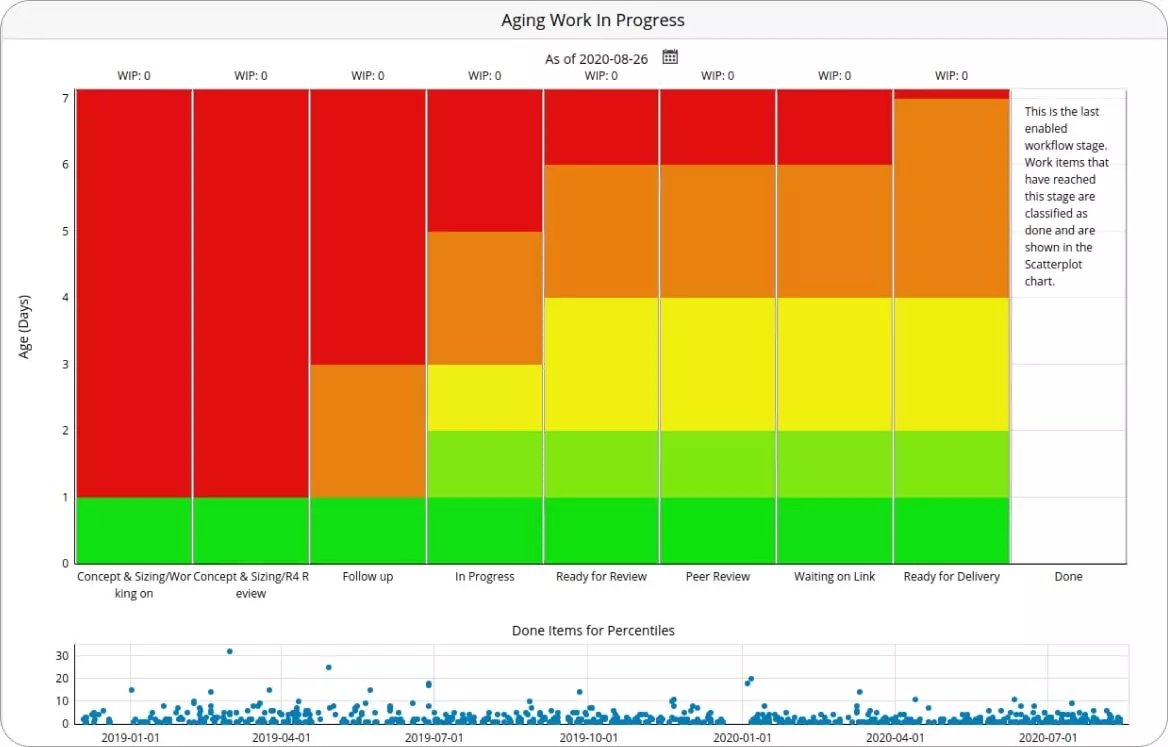 Aging Work In Progress
As of 2020-08-26
WIP: 0 WIP: 0 WIP: 0 WIP: 0 WIP: 0 WIP: 0 WIP: 0 WIP: 0
7
6
5
4
3
2
1
0
Age (Days)
This is the last
enabled
workflow stage.
Work items that
have reached
this stage are
classified as
done and are
shown in the
Scatterplot
chart.
Concept & Sizing/Wor Concept & Sizing/R4 R Follow up In Progress Ready for Review Peer Review Waiting on Link Ready for Delivery Done
king on eview
Done Items for Percentiles
30
20
10
0
2019-01-01 2019-04-01 2019-07-01 2019-10-01 2020-01-01 2020-04-01 2020-07-01